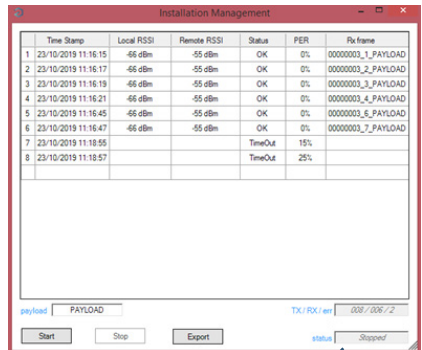 Installation Management
Time Stamp Local RSSI Remote RSSI Status PER Rx frame
1 23/10/2019 11:16:15 -66 dBm -55 dBm OK 0% 00000003_1_PAYLOAD
2 23/10/2019 11:16:17 -66 dBm -55 dBm OK 0% 00000003_2_PAYLOAD
3 23/10/2019 11:16:19 -66 dBm -55 dBm OK 0% 00000003_3_PAYLOAD
4 23/10/2019 11:16:21 -66 dBm -55 dBm OK 0% 00000003_4_PAYLOAD
5 23/10/2019 11:16:45 -66 dBm -55 dBm OK 0% 00000003_6_PAYLOAD
6 23/10/2019 11:16:47 -66 dBm -55 dBm OK 0% 00000003_7_PAYLOAD
7 23/10/2019 11:18:55 TimeOut 15%
8 23/10/2019 11:18:57 TimeOut 25%
payload PAYLOAD TX / RX / err 008 / 006 / 2
Start Stop Export status Stopped